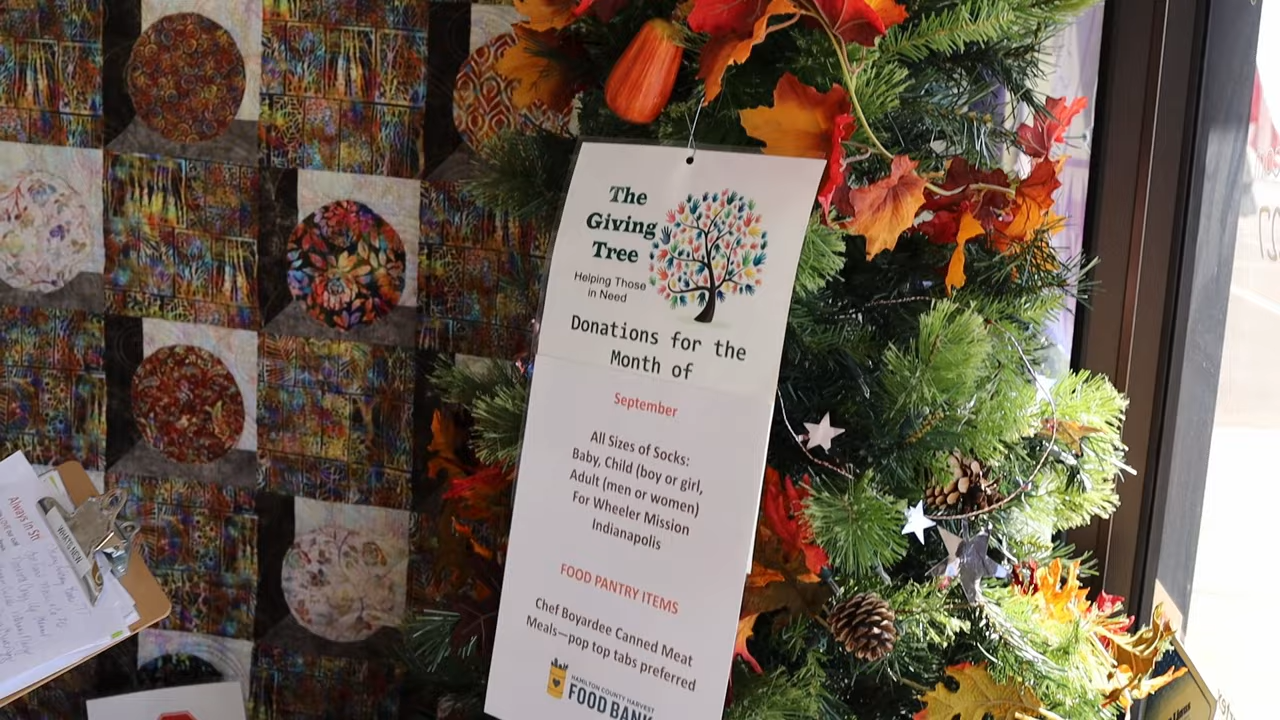 The
Giving
Tree
Helping Those
in Need
Donations for the
Month of
September
All Sizes of Socks:
Baby, Child (boy or girl,
Adult (men or women)
For Wheeler Mission
Indianapolis
FOOD PANTRY ITEMS
Chef Boyardee Canned Meat
Meals—pop top tabs preferred
HAMILTON COUNTY HARVEST
FOOD BANK
Always in